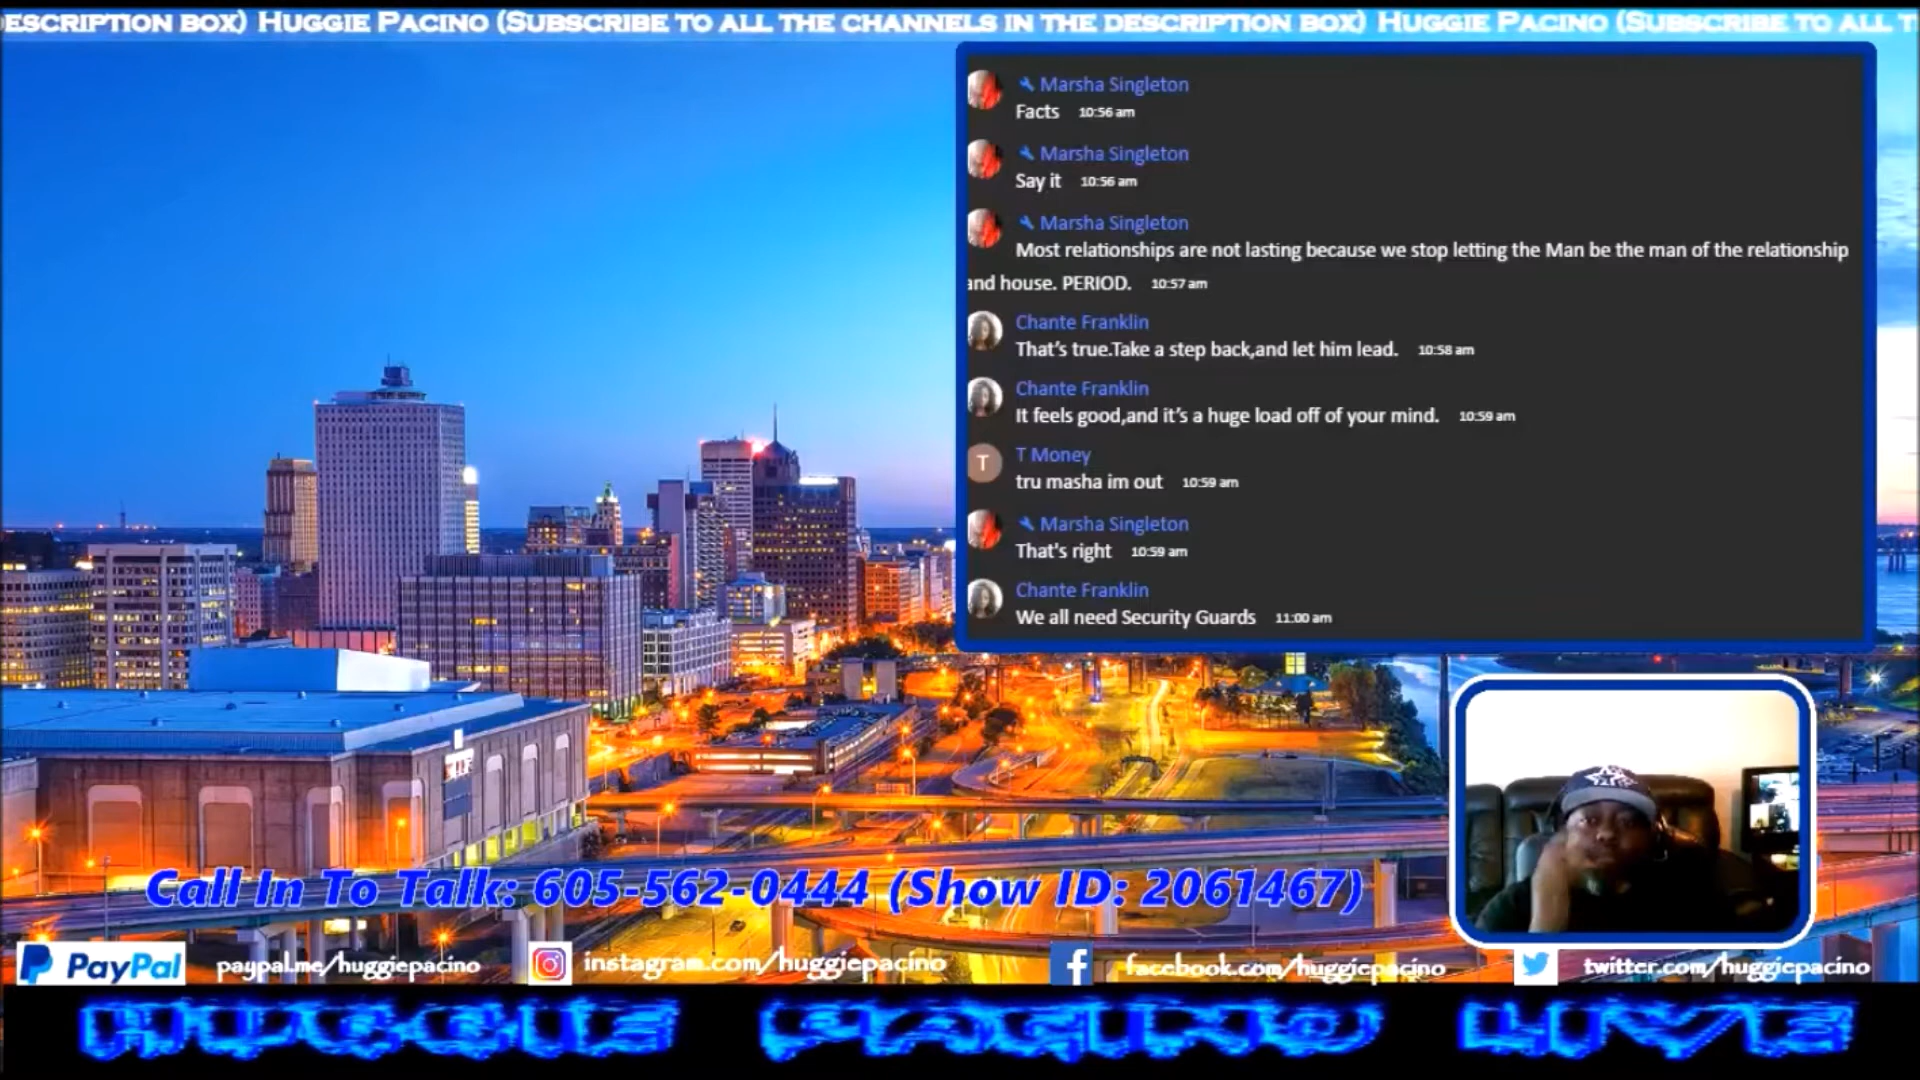 ESCRIPTION BOX) HUGGIE PACINO (SUBSCRIBE TO ALL THE CHANNELS IN THE DESCRIPTION BOX) HUGGIE PACINO (SUBSCRIBE TO ALL T
Marsha Singleton
Facts 10:56 am
Marsha Singleton
Say it 10:56 am
Marsha Singleton
Most relationships are not lasting because we stop letting the Man be the man of the relationship
and house. PERIOD. 10:57 am
Chante Franklin
That's true.Take a step back,and let him lead. 10:58 am
Chante Franklin
It feels good,and it's a huge load off of your mind. 10:59 am
T
T Money
tru masha im out 10:59 am
Marsha Singleton
That's right 10:59 am
Chante Franklin
We all need Security Guards 11:00 am
Call In To Talk: 605-562-0444 (Show ID: 2061467)
PayPal paypal.me/huggiepacino instagram.com/huggiepacino facebook.com/huggiepacino twitter.com/huggiepacino
HUGGIE PACINO LIVE